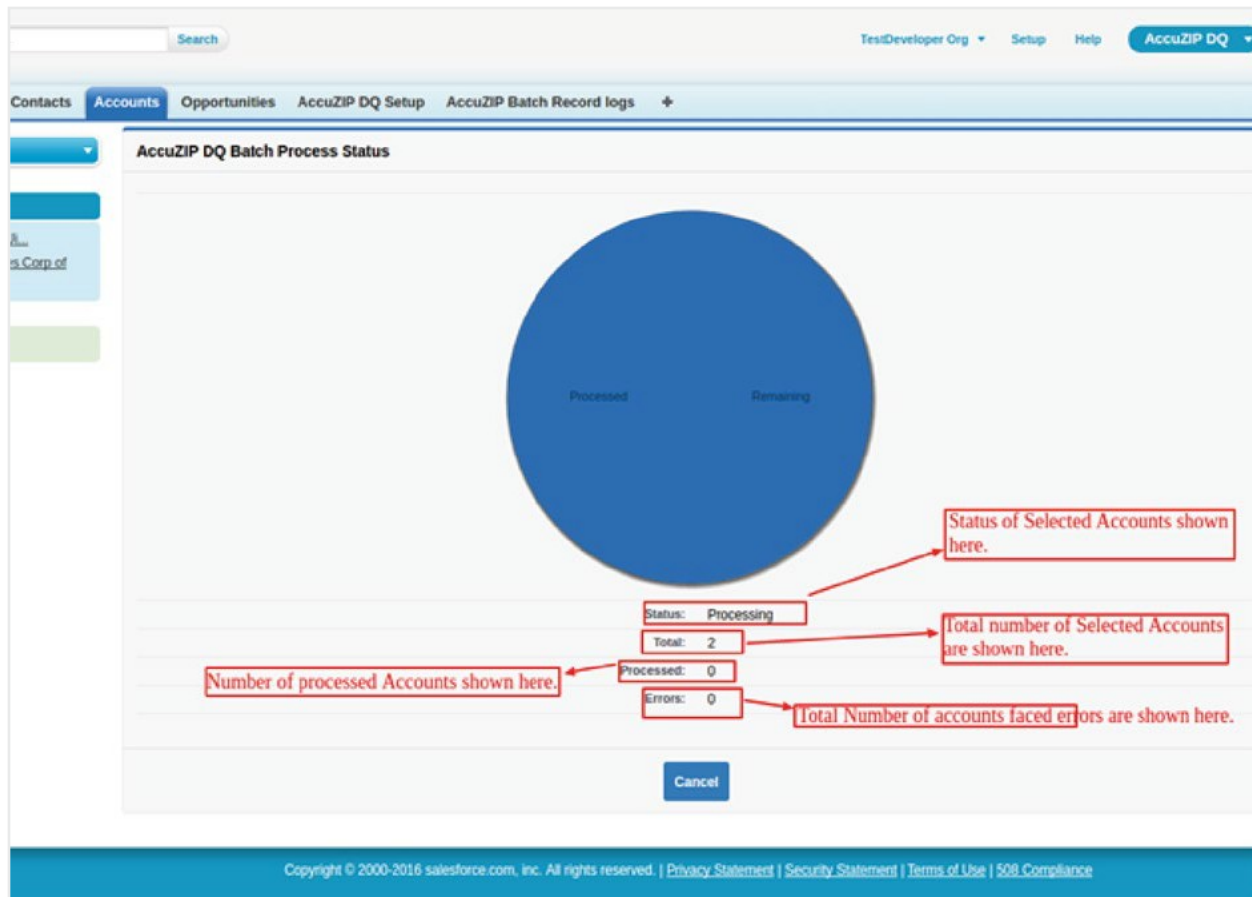 Search
TestDeveloper Org
Setup
Help
AccuZIP DQ
Contacts
Accounts
Opportunities
AccuZIP DQ Setup
AccuZIP Batch Record logs
+
AccuZIP DQ Batch Process Status
s Corp of
Processed
Remaining
Status of Selected Accounts shown
here.
Status: Processing
Total: 2
Total number of Selected Accounts
are shown here.
Processed: 0
Number of processed Accounts shown here.
Errors: 0
Total Number of accounts faced errors are shown here.
Cancel
Copyright © 2000-2016 salesforce.com, inc. All rights reserved. | Privacy Statement | Security Statement | Terms of Use | 508 Compliance